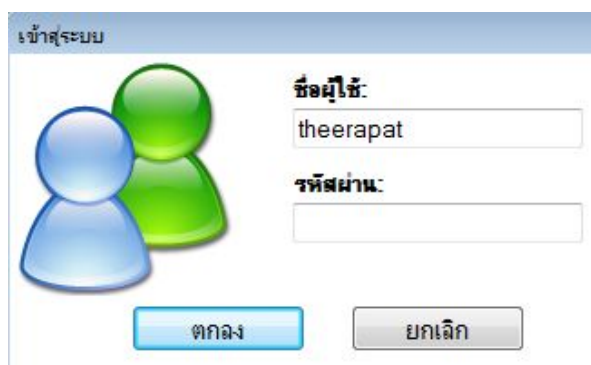 เข้าสู่ระบบ
ชื่อผู้ใช้:
theerapat
รหัสผ่าน:
ตกลง
ยกเลิก